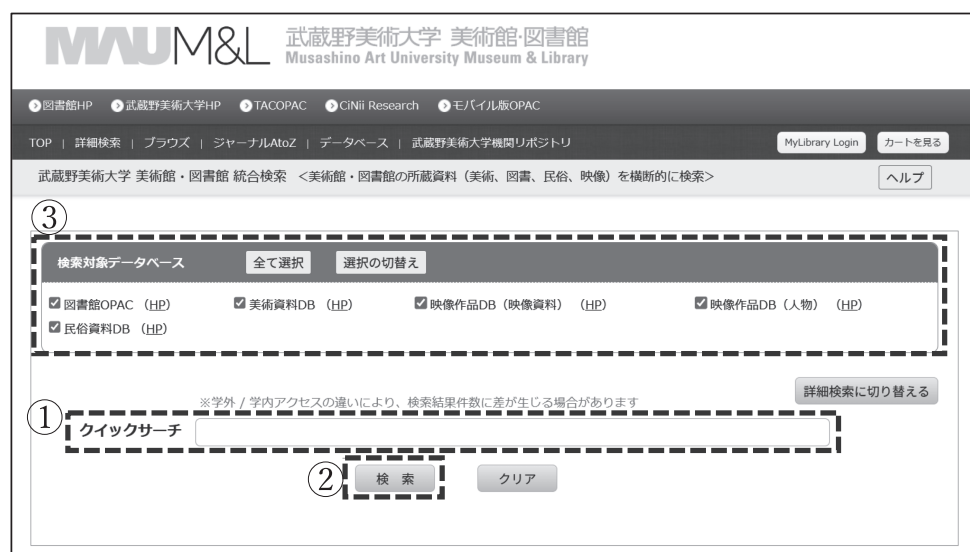 MAUM&L 武蔵野美術大学 美術館・図書館
Musashino Art University Museum & Library
図書館HP 武蔵野美術大学HP TACOPAC CiNii Research モバイル版OPAC
TOP | 詳細検索 | ブラウズ | ジャーナルAtoZ | データベース | 武蔵野美術大学機関リポジトリ MyLibrary Login カートを見る
武蔵野美術大学 美術館・図書館 統合検索 <美術館・図書館の所蔵資料（美術、図書、民俗、映像）を横断的に検索> ヘルプ
③
検索対象データベース 全て選択 選択の切替え
図書館OPAC （HP） 美術資料DB （HP） 映像作品DB（映像資料） （HP） 映像作品DB（人物） （HP）
民俗資料DB （HP）
詳細検索に切り替える
※学外 / 学内アクセスの違いにより、検索結果件数に差が生じる場合があります
① クイックサーチ
② 検 索 クリア